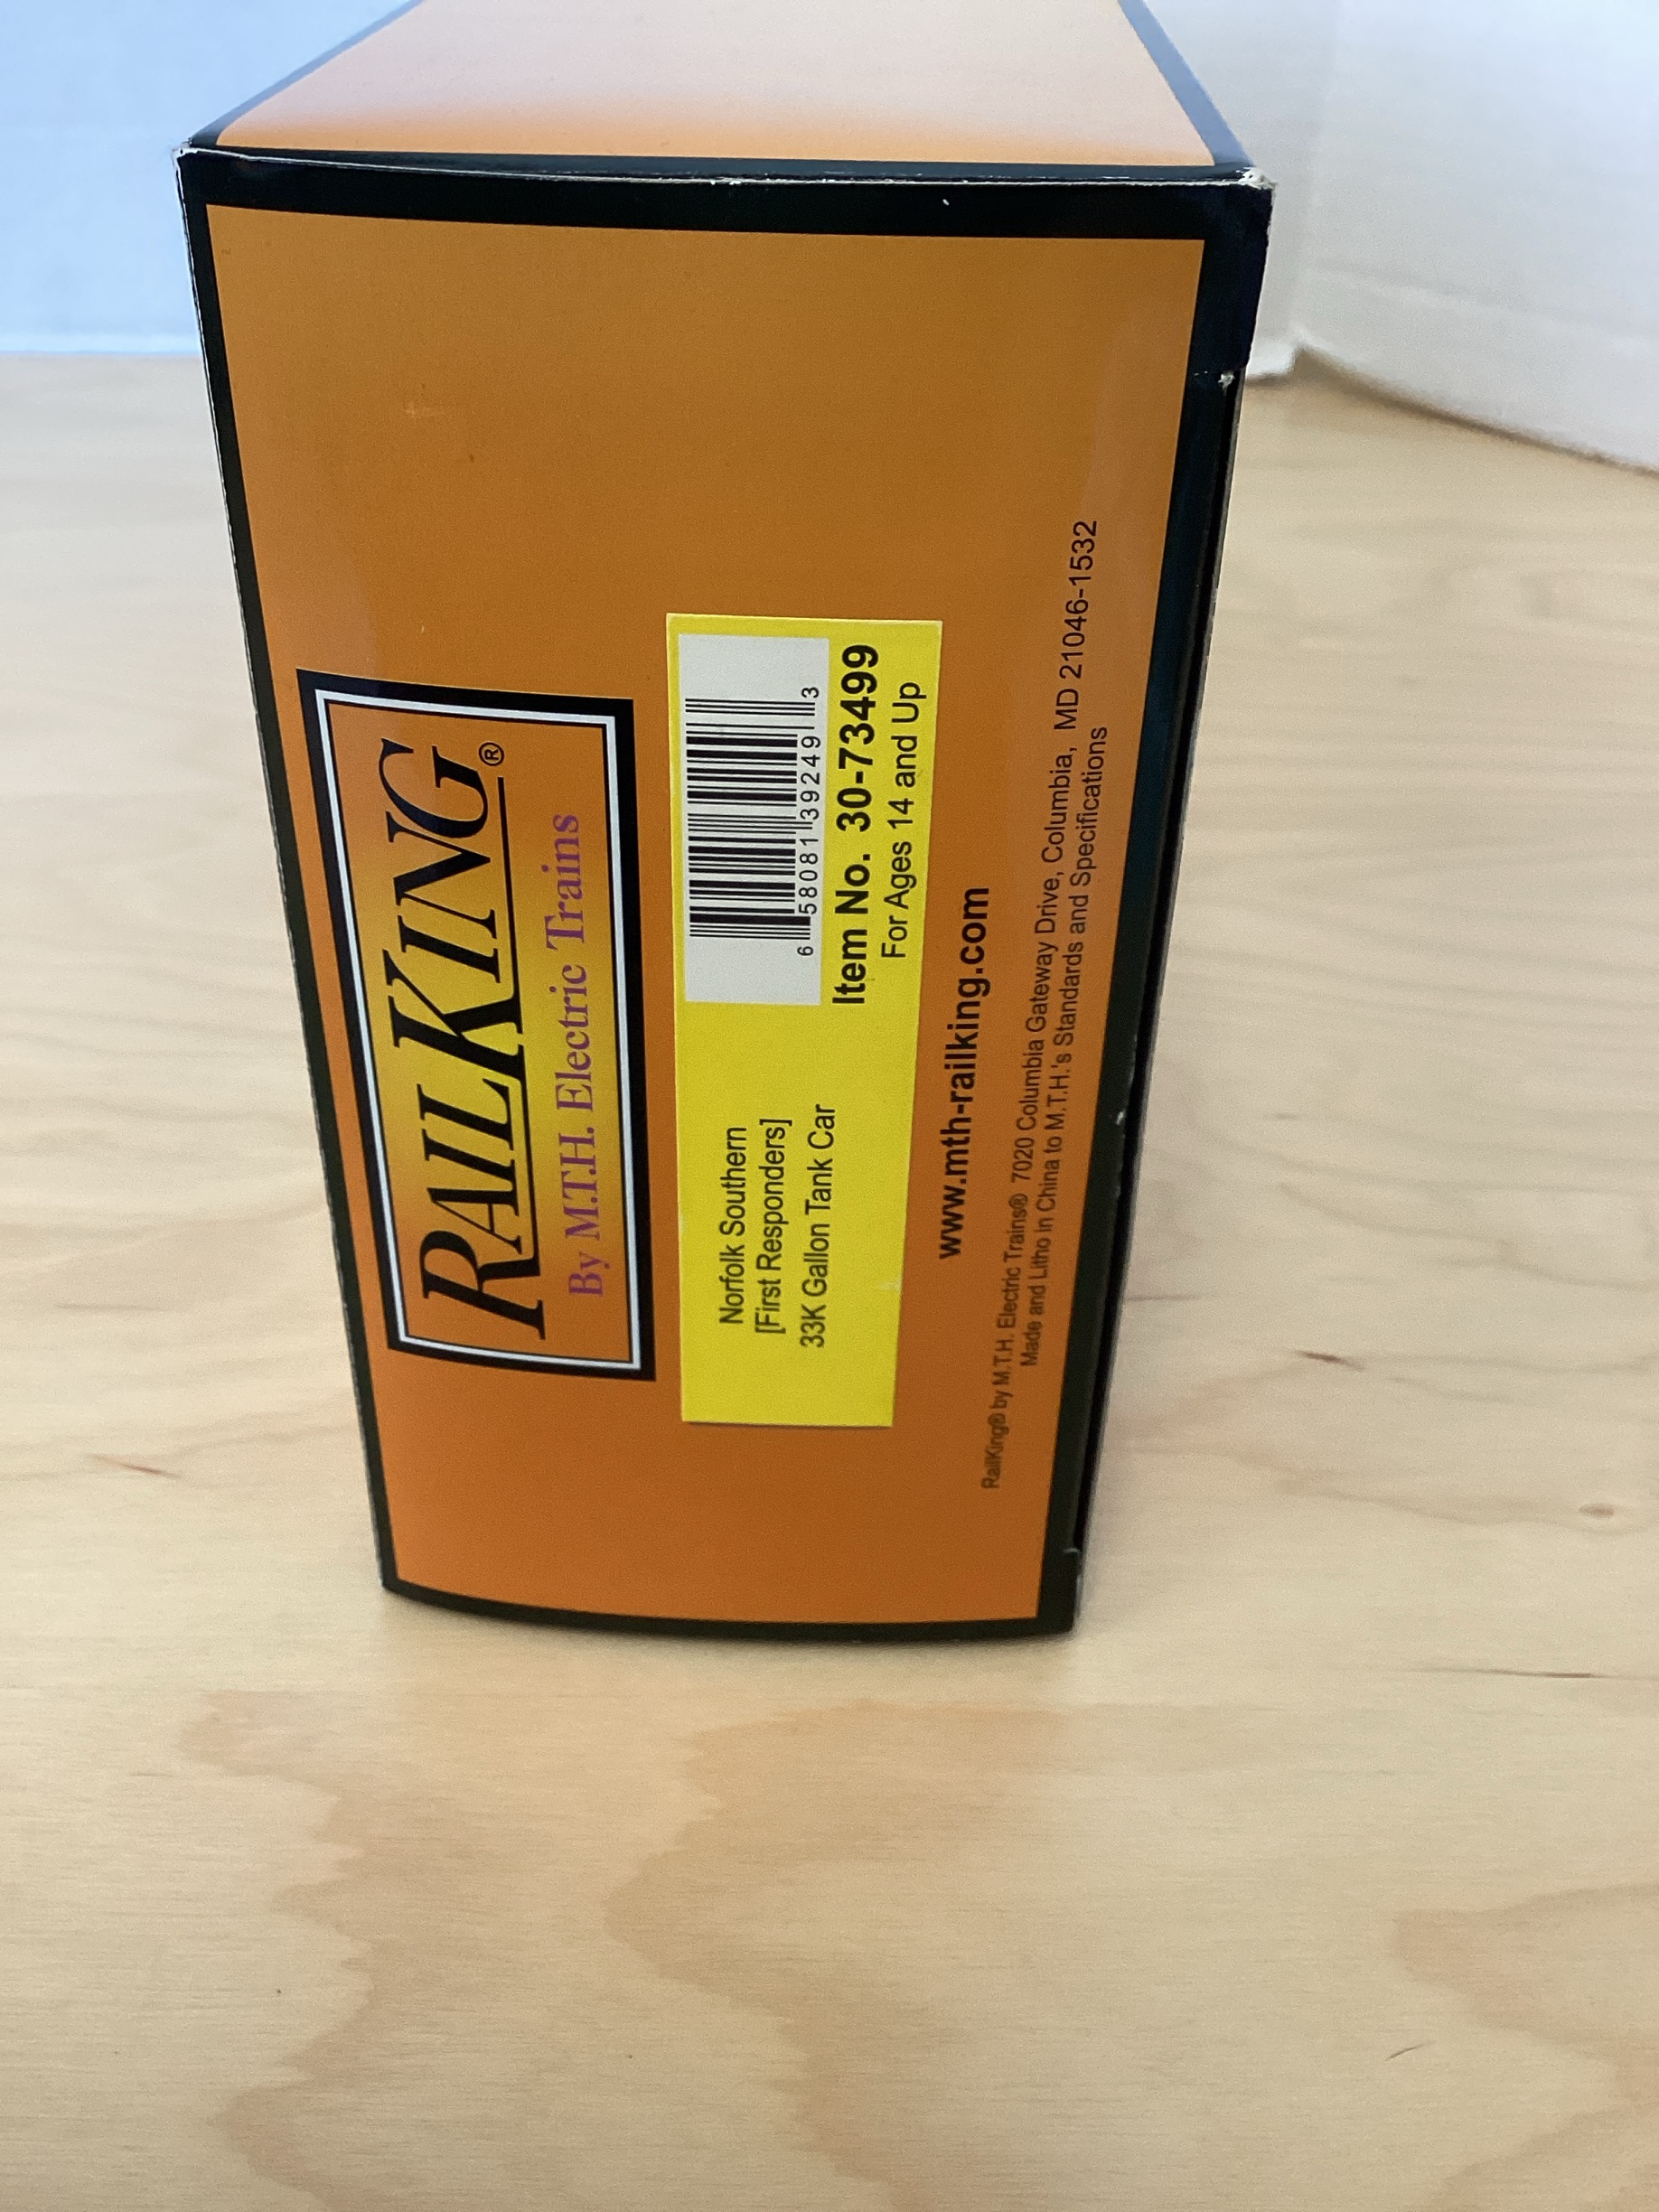 RAILKING®
By M.T.H. Electric Trains
Norfolk Southern
[First Responders]
33K Gallon Tank Car
6 58081 39249 3
Item No. 30-73499
For Ages 14 and Up
www.mth-railking.com
RailKing® by M.T.H. Electric Trains® 7020 Columbia Gateway Drive, Columbia, MD 21046-1532
Made and Litho in China to M.T.H.'s Standards and Specifications